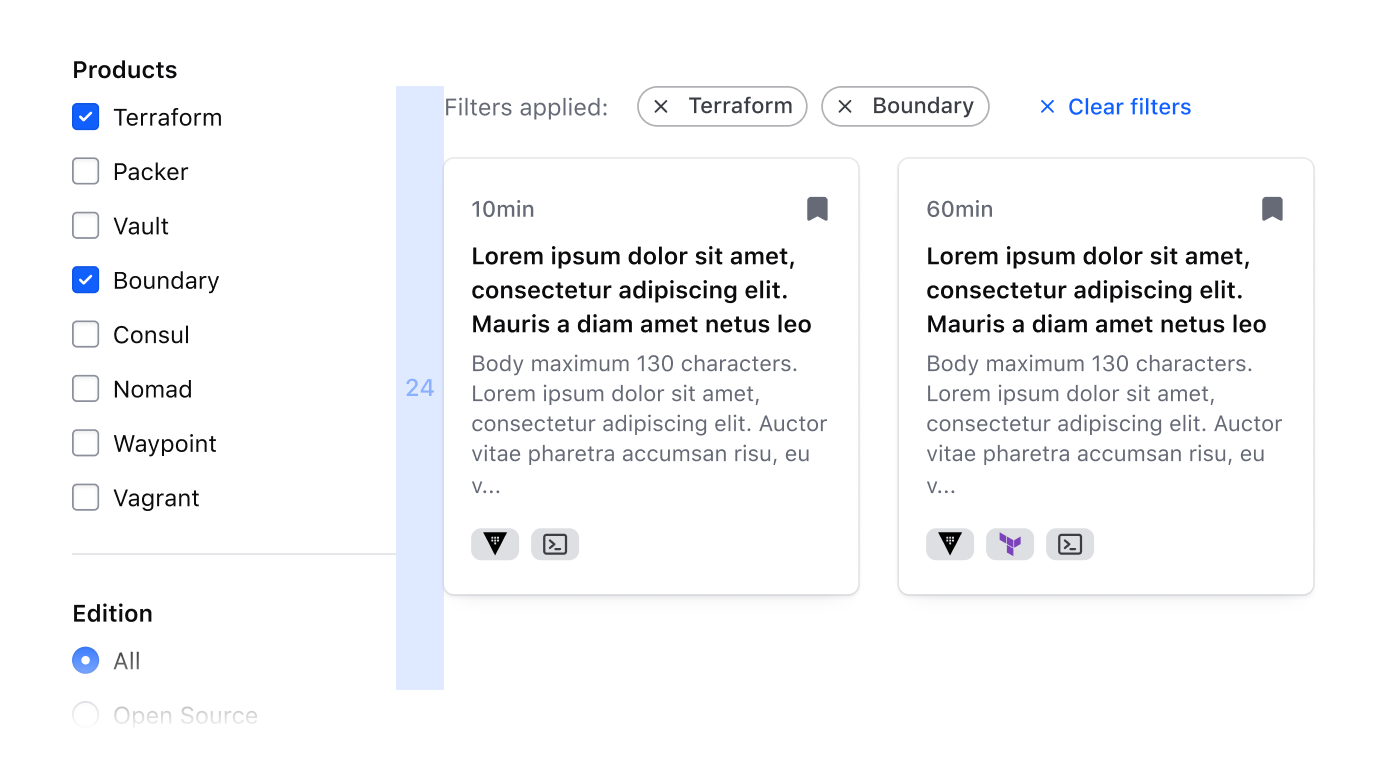 Products
Terraform
Packer
Vault
Boundary
Consul
Nomad
Waypoint
Vagrant
Edition
All
Open Source
24
Filters applied:
Terraform
Boundary
Clear filters
10min
Lorem ipsum dolor sit amet,
consectetur adipiscing elit.
Mauris a diam amet netus leo
Body maximum 130 characters.
Lorem ipsum dolor sit amet,
consectetur adipiscing elit. Auctor
vitae pharetra accumsan risu, eu
v...
60min
Lorem ipsum dolor sit amet,
consectetur adipiscing elit.
Mauris a diam amet netus leo
Body maximum 130 characters.
Lorem ipsum dolor sit amet,
consectetur adipiscing elit. Auctor
vitae pharetra accumsan risu, eu
v...